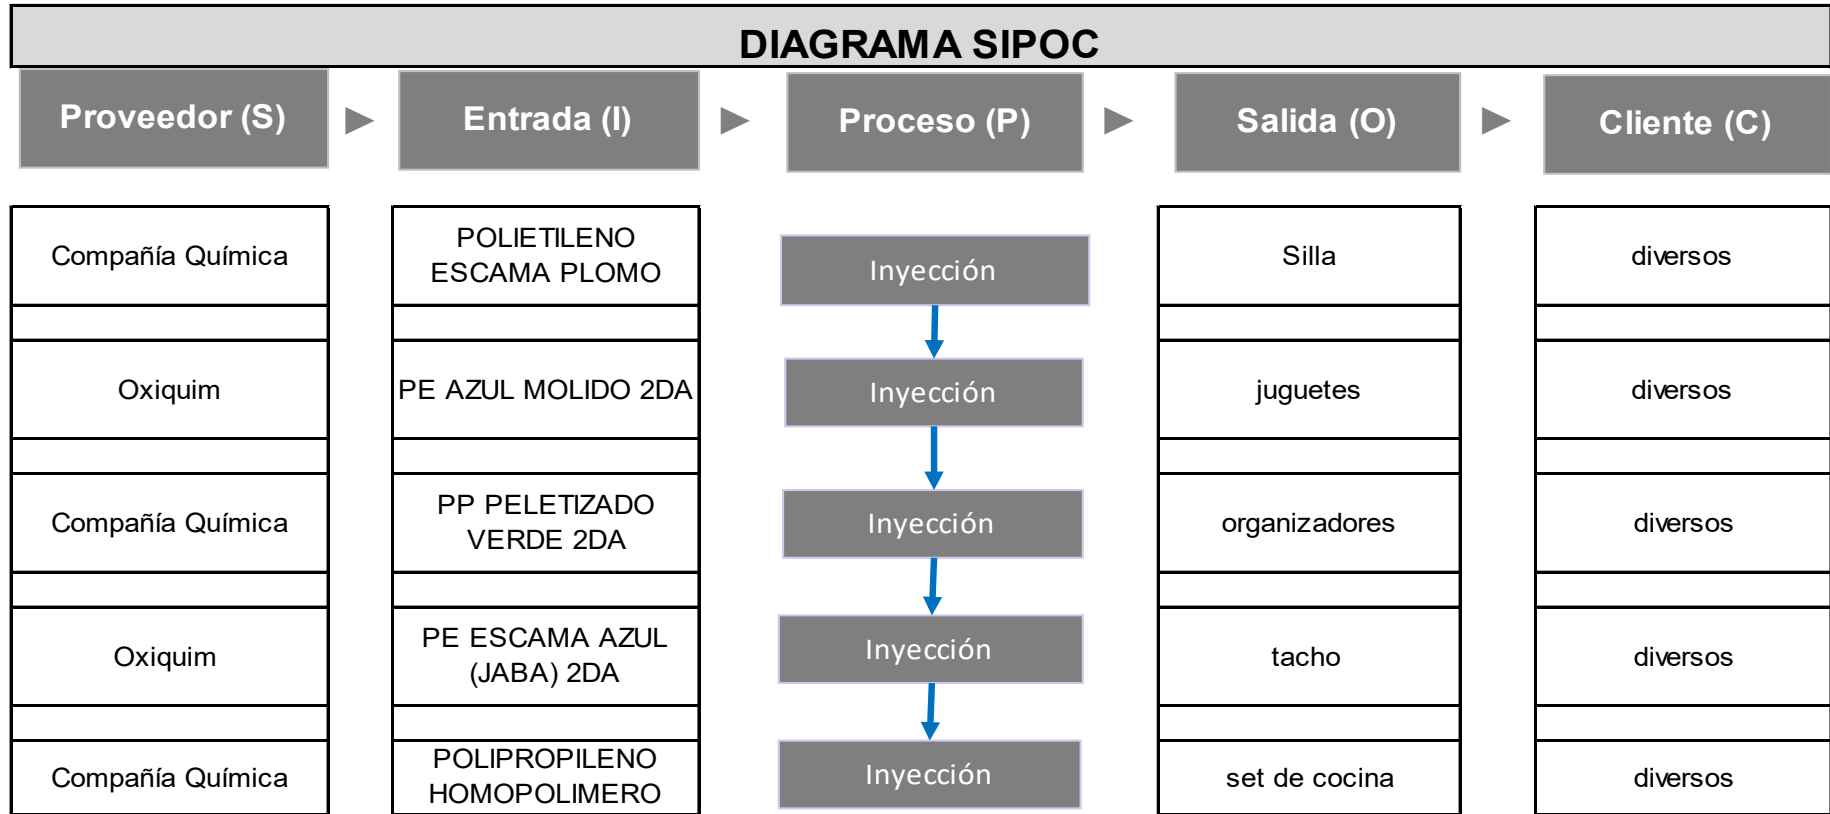 DIAGRAMA SIPOC
Proveedor (S)
Entrada (I)
Proceso (P)
Salida (O)
Cliente (C)
Compañía Química
POLIETILENO
ESCAMA PLOMO
Inyección
Silla
diversos
Oxiquim
PE AZUL MOLIDO 2DA
Inyección
juguetes
diversos
Compañía Química
PP PELETIZADO
VERDE 2DA
Inyección
organizadores
diversos
Oxiquim
PE ESCAMA AZUL
(JABA) 2DA
Inyección
tacho
diversos
Compañía Química
POLIPROPILENO
HOMOPOLIMERO
Inyección
set de cocina
diversos